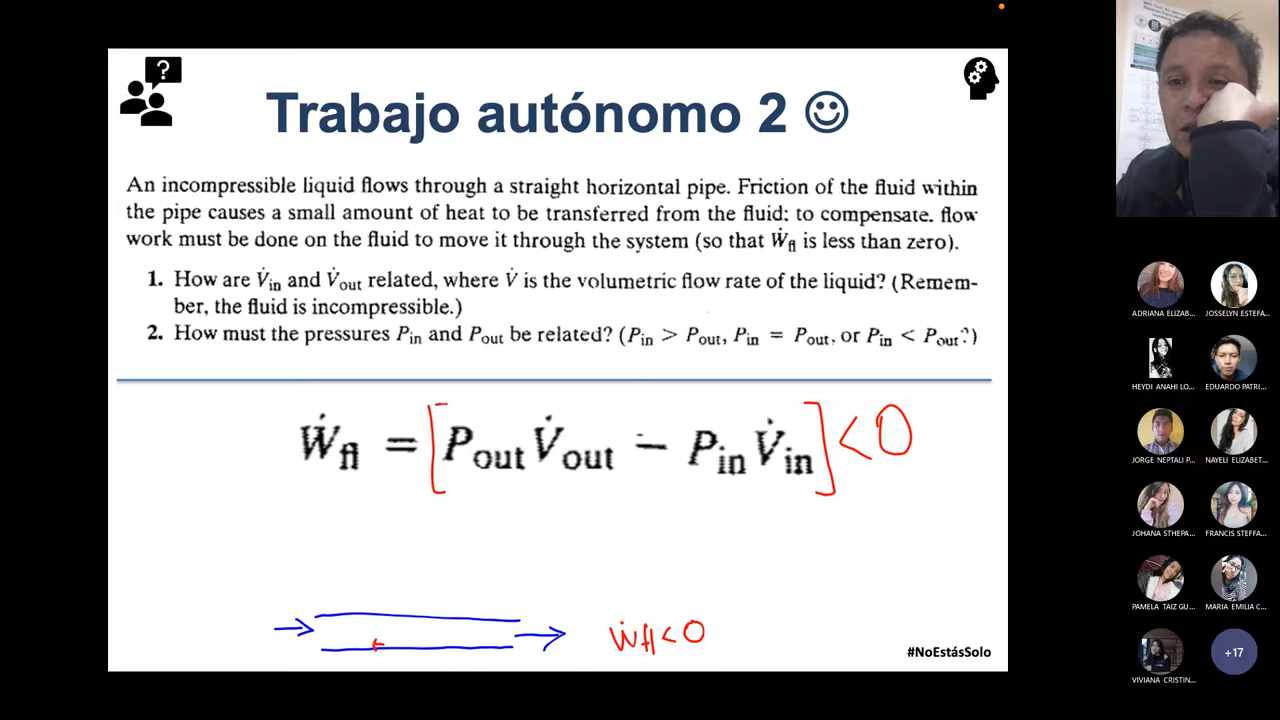 Trabajo autónomo 2
An incompressible liquid flows through a straight horizontal pipe. Friction of the fluid within
the pipe causes a small amount of heat to be transferred from the fluid; to compensate. flow
work must be done on the fluid to move it through the system (so that Ẇfl is less than zero).
1. How are V̇in and V̇out related, where V̇ is the volumetric flow rate of the liquid? (Remem-
ber, the fluid is incompressible.)
2. How must the pressures Pin and Pout be related? (Pin > Pout, Pin = Pout, or Pin < Pout?)
Ẇfl = [PoutV̇out − PinV̇in] < 0
Ẇfl < 0
#NoEstásSolo
ADRIANA ELIZAB...
JOSSELYN ESTEFA...
HEYDI ANAHI LO...
EDUARDO PATRI...
JORGE NEPTALI P...
NAYELI ELIZABET...
JOHANA STHEPA...
FRANCIS STEFFA...
PAMELA TAIZ GU...
MARIA EMILIA C...
VIVIANA CRISTIN...
+17